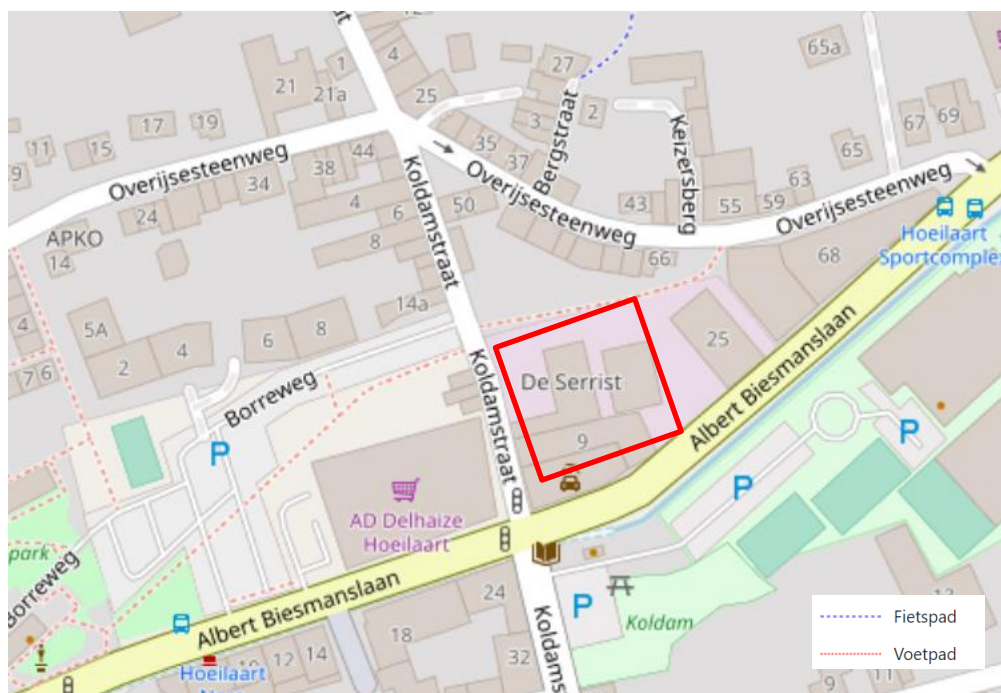 27
65a
4
1
21
21a
25
2
67
69
17
19
3
35
11
15
37
Bergstraat
Keizersberg
65
44
38
Overijsesteenweg
34
Koldamstraat
Overijsesteenweg
63
59
55
43
Overijsesteenweg
24
4
6
50
APKO
14
8
66
68
Hoeilaart
Sportcomplex
14a
5A
8
6
4
2
4
25
7
6
De Serrist
Koldamstraat
Borreweg
Albert Biesmanslaan
9
P
P
P
AD Delhaize
Hoeilaart
park
Borreweg
Albert Biesmanslaan
24
P
Koldam
Fietspad
18
Koldams
Voetpad
Hoeilaart
12
14
32
9